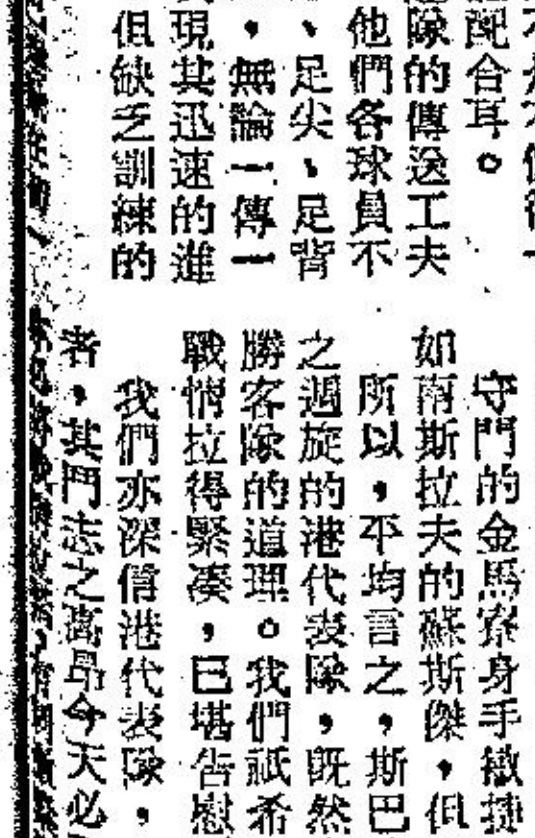 配合耳。
隊的傳送工夫
他們各球員不
、足尖、足背
，無論一傳一
現其迅速的進
但缺乏訓練的
守門的金馬寮身手敏捷
如南斯拉夫的蘇斯傑，但
所以，平均言之，斯巴
之週旋的港代表隊，既然
勝客隊的道理。我們祇希
戰情拉得緊凑，已堪告慰
我們亦深信港代表隊，
者，其鬥志之高昂今天必